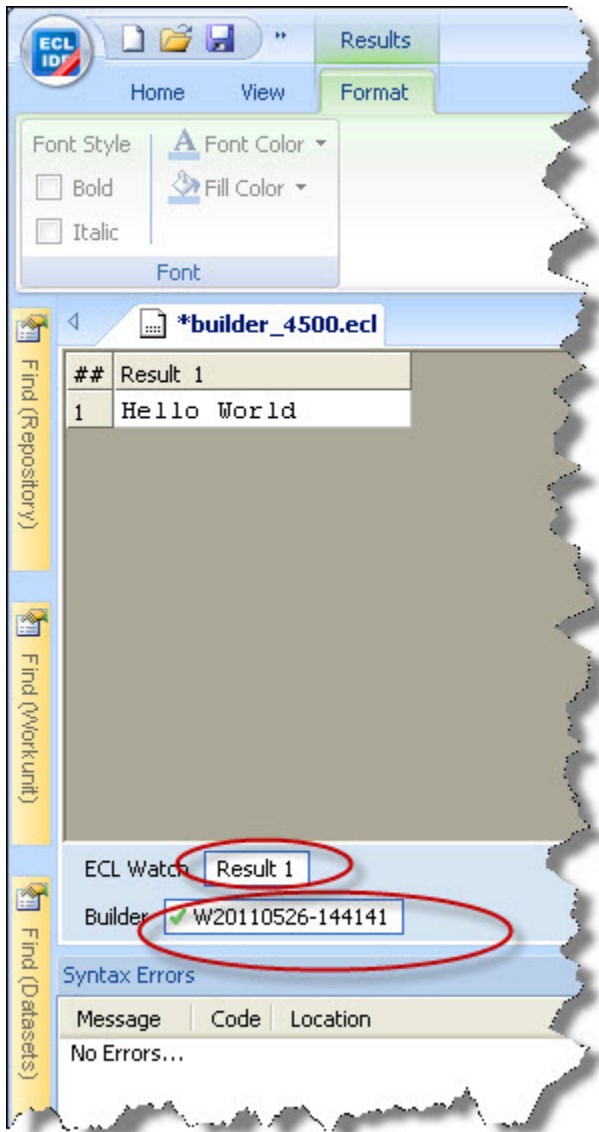 ECL
IDE
»
Results
Home View Format
Font Style A Font Color
Bold Fill Color
Italic
Font
*builder_4500.ecl
Find (Repository)
## Result 1
1 Hello World
Find (Workunit)
ECL Watch Result 1
Builder W20110526-144141
Find (Datasets)
Syntax Errors
Message Code Location
No Errors...